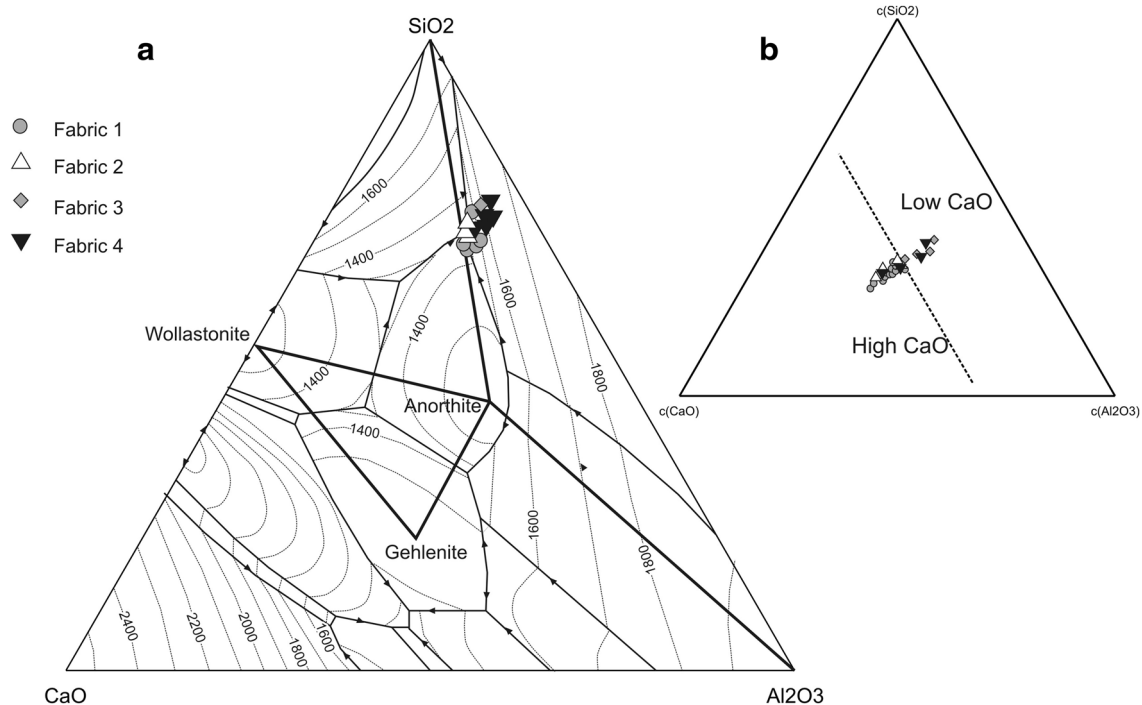 a
SiO2
b
c(SiO2)
Fabric 1
Fabric 2
Fabric 3
Fabric 4
1600
1400
1600
1400
1400
1400
1800
1600
1800
2400
2200
2000
1800
1600
Wollastonite
Anorthite
Gehlenite
CaO
Al2O3
Low CaO
High CaO
c(CaO)
c(Al2O3)